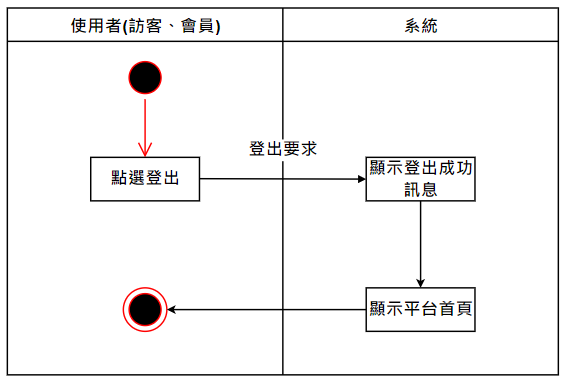 使用者(訪客、會員)
系統
登出要求
點選登出
顯示登出成功
訊息
顯示平台首頁